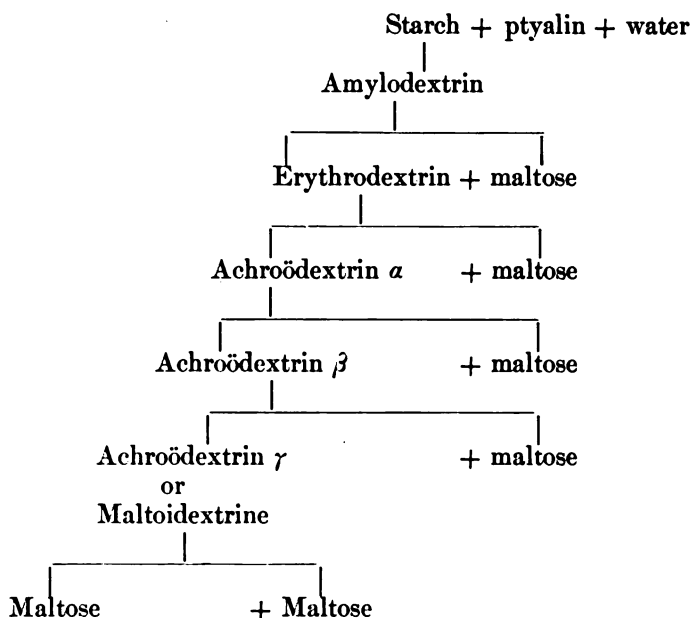 Starch + ptyalin + water
Amylodextrin
Erythrodextrin + maltose
Achroödextrin α + maltose
Achroödextrin β + maltose
Achroödextrin γ + maltose
or
Maltoidextrine
Maltose + Maltose